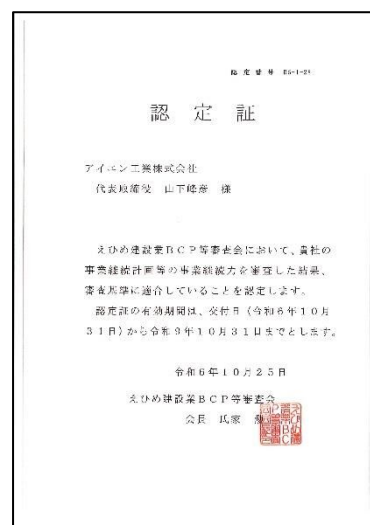 認定番号
認定証
アイエン工業株式会社
代表取締役 山下峰彦 様
えひめ建設業BCP等審査会において、貴社の
事業継続計画等の事業継続力を審査した結果、
審査基準に適合していることを認定します。
認定証の有効期間は、交付日（令和6年10月
31日）から令和9年10月31日までとします。
令和6年10月25日
えひめ建設業BCP等審査会
会長 氏家